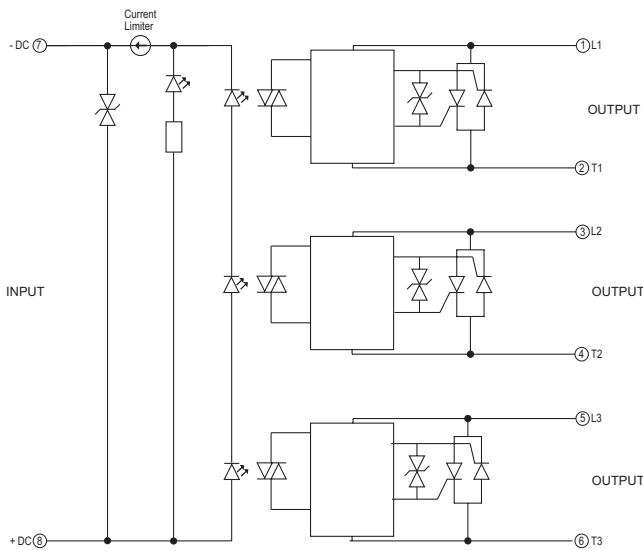 Current
Limiter
- DC 7
1 L1
OUTPUT
2 T1
3 L2
INPUT
OUTPUT
4 T2
5 L3
OUTPUT
+ DC 8
6 T3